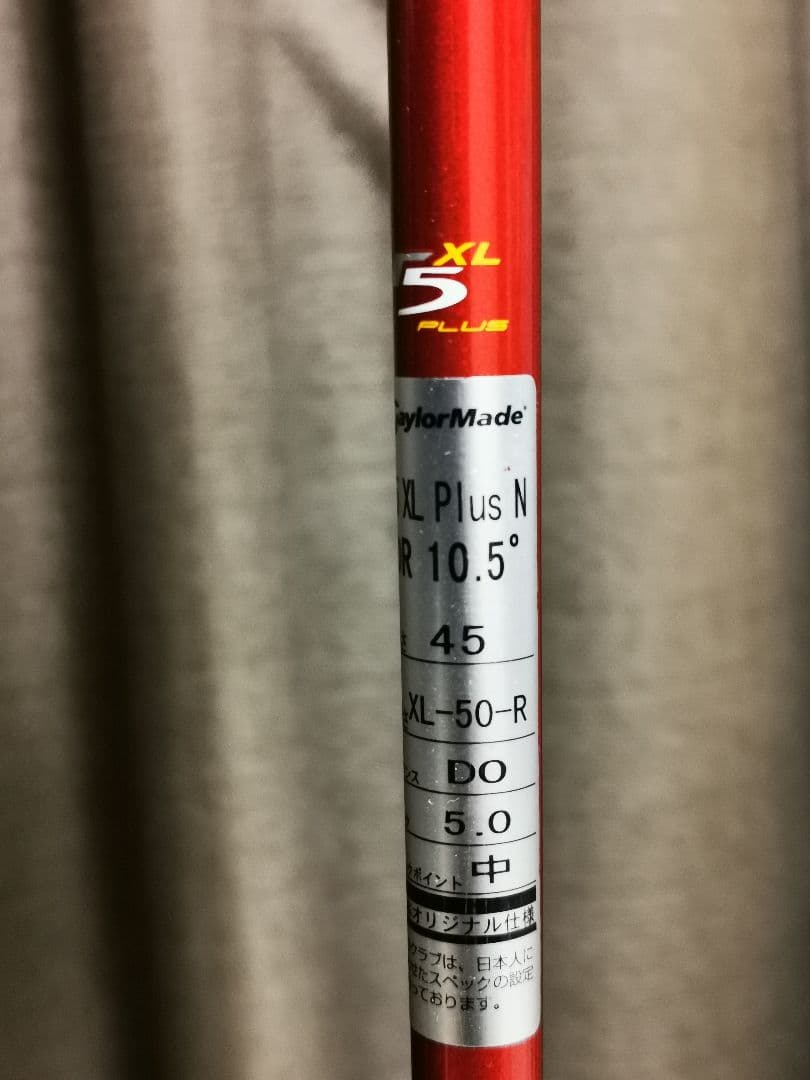 XL
5
PLUS
TaylorMade
XL Plus N
R 10.5°
45
XL-50-R
ンス DO
5.0
ポイント 中
オリジナル仕様
クラブは、日本人に
せたスペックの設定
っております。